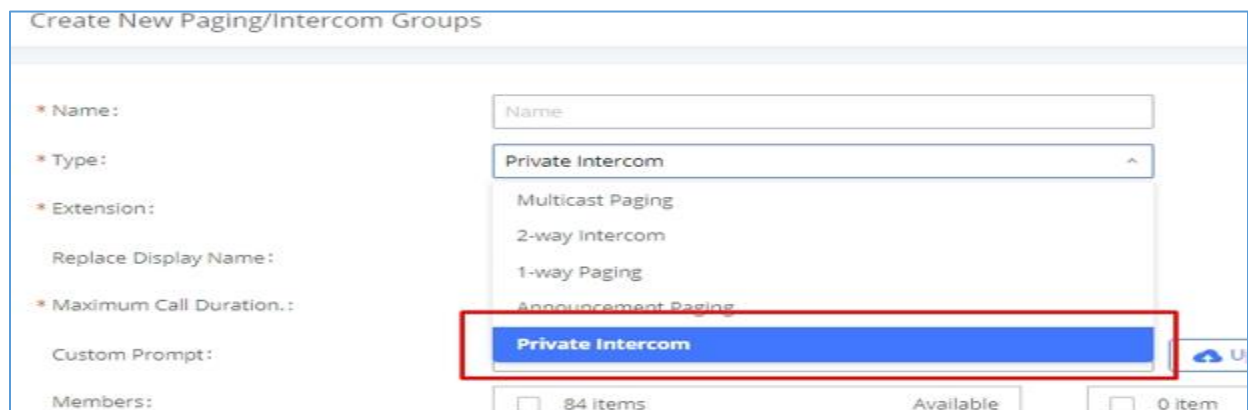 Create New Paging/Intercom Groups
* Name:
Name
* Type:
Private Intercom
Multicast Paging
* Extension:
2-way Intercom
Replace Display Name:
1-way Paging
* Maximum Call Duration.:
Announcement Paging
Private Intercom
Custom Prompt:
Members:
84 items Available
0 item